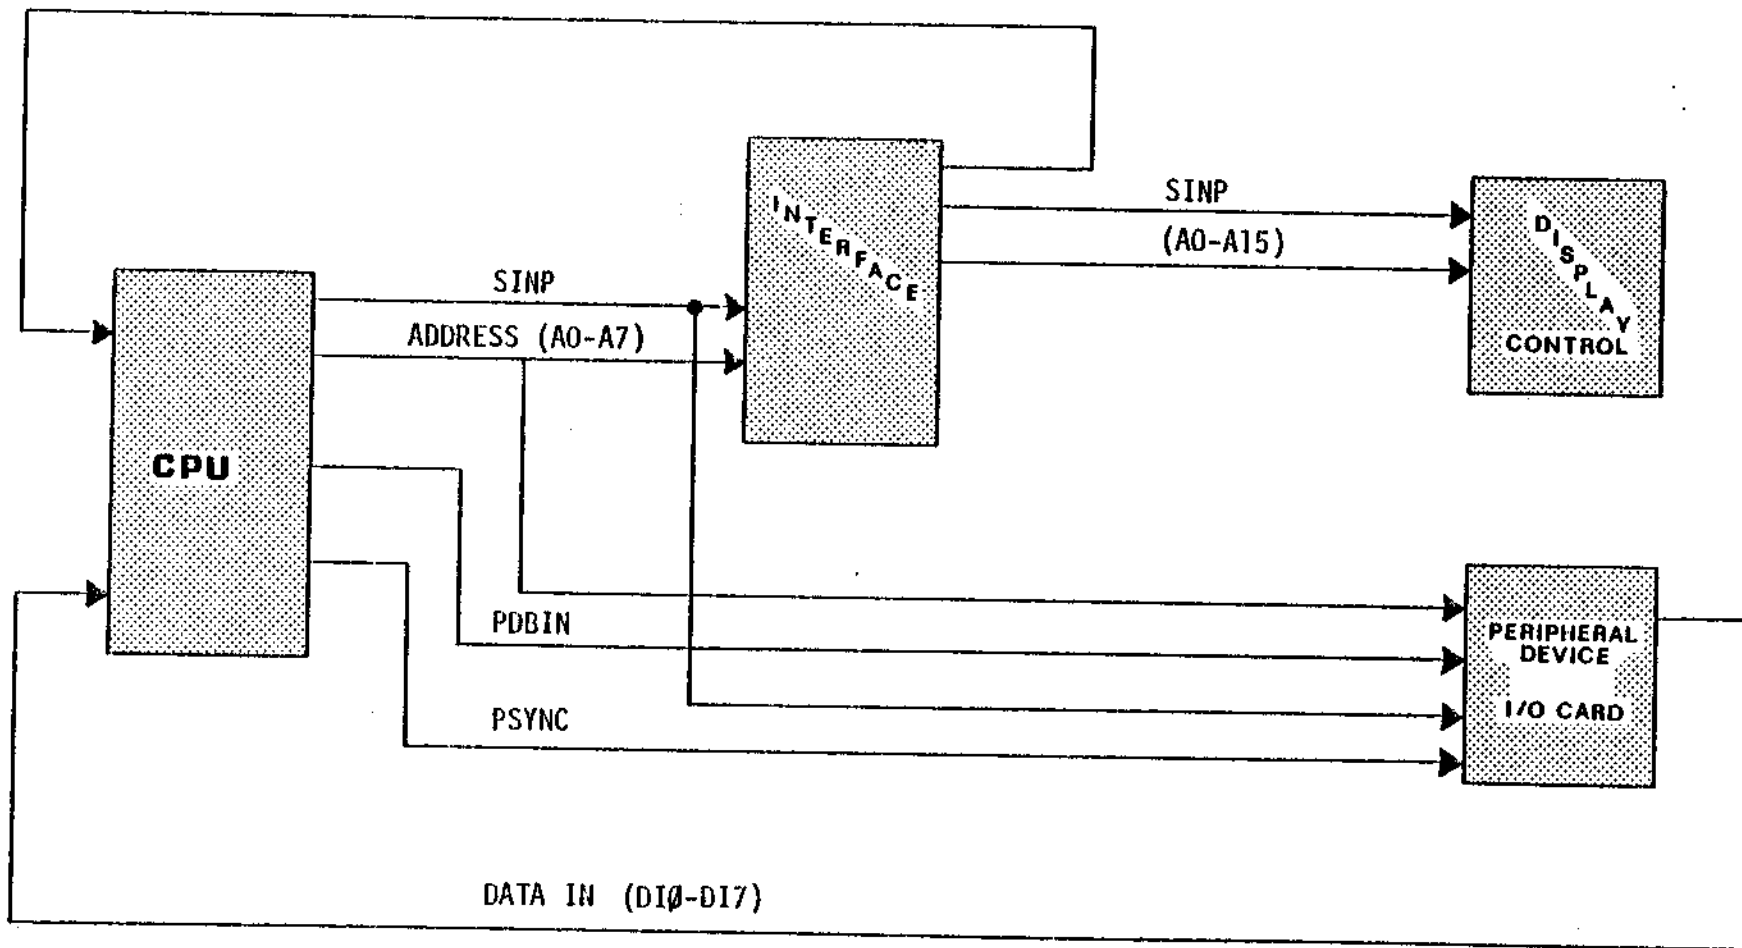 SINP
(A0-A15)
INTERFACE
DISPLAY
CONTROL
SINP
ADDRESS (A0-A7)
CPU
PDBIN
PERIPHERAL
DEVICE
I/O CARD
PSYNC
DATA IN (DIØ-DI7)